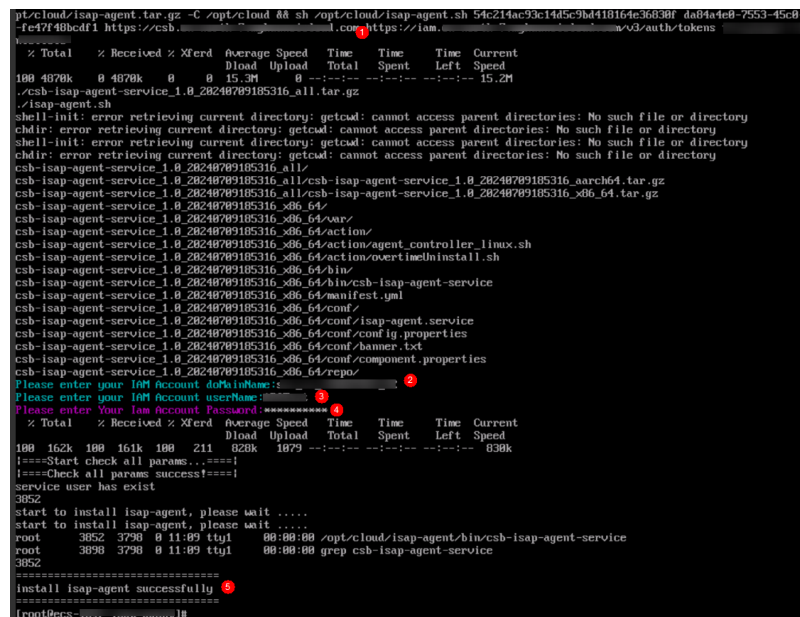 pt/cloud/isap-agent.tar.gz -C /opt/cloud && sh /opt/cloud/isap-agent.sh 54c214ac93c14d5c9bd418164e36830f da84a4e0-7553-45c0
-fe47f48bcdf1 https://csb. .com https://iam. /v3/auth/tokens
1
% Total % Received % Xferd Average Speed Time Time Time Current
Dload Upload Total Spent Left Speed
100 4870k 0 4870k 0 0 15.3M 0 --:--:-- --:--:-- --:--:-- 15.2M
./csb-isap-agent-service_1.0_20240709185316_all.tar.gz
./isap-agent.sh
shell-init: error retrieving current directory: getcwd: cannot access parent directories: No such file or directory
chdir: error retrieving current directory: getcwd: cannot access parent directories: No such file or directory
shell-init: error retrieving current directory: getcwd: cannot access parent directories: No such file or directory
chdir: error retrieving current directory: getcwd: cannot access parent directories: No such file or directory
csb-isap-agent-service_1.0_20240709185316_all/
csb-isap-agent-service_1.0_20240709185316_all/csb-isap-agent-service_1.0_20240709185316_aarch64.tar.gz
csb-isap-agent-service_1.0_20240709185316_all/csb-isap-agent-service_1.0_20240709185316_x86_64.tar.gz
csb-isap-agent-service_1.0_20240709185316_x86_64/
csb-isap-agent-service_1.0_20240709185316_x86_64/var/
csb-isap-agent-service_1.0_20240709185316_x86_64/action/
csb-isap-agent-service_1.0_20240709185316_x86_64/action/agent_controller_linux.sh
csb-isap-agent-service_1.0_20240709185316_x86_64/action/overtimeUninstall.sh
csb-isap-agent-service_1.0_20240709185316_x86_64/bin/
csb-isap-agent-service_1.0_20240709185316_x86_64/bin/csb-isap-agent-service
csb-isap-agent-service_1.0_20240709185316_x86_64/manifest.yml
csb-isap-agent-service_1.0_20240709185316_x86_64/conf/
csb-isap-agent-service_1.0_20240709185316_x86_64/conf/isap-agent.service
csb-isap-agent-service_1.0_20240709185316_x86_64/conf/config.properties
csb-isap-agent-service_1.0_20240709185316_x86_64/conf/banner.txt
csb-isap-agent-service_1.0_20240709185316_x86_64/conf/component.properties
csb-isap-agent-service_1.0_20240709185316_x86_64/repo/
Please enter your IAM Account doMainName: 2
Please enter your IAM Account userName: 3
Please enter Your Iam Account Password:********** 4
% Total % Received % Xferd Average Speed Time Time Time Current
Dload Upload Total Spent Left Speed
100 162k 100 161k 100 211 828k 1079 --:--:-- --:--:-- --:--:-- 830k
|====Start check all params...====|
|====Check all params success!====|
service user has exist
3852
start to install isap-agent, please wait .....
start to install isap-agent, please wait .....
root 3852 3798 0 11:09 tty1 00:00:00 /opt/cloud/isap-agent/bin/csb-isap-agent-service
root 3898 3798 0 11:09 tty1 00:00:00 grep csb-isap-agent-service
3852
================================
install isap-agent successfully 5
================================
[root@ecs- ]#